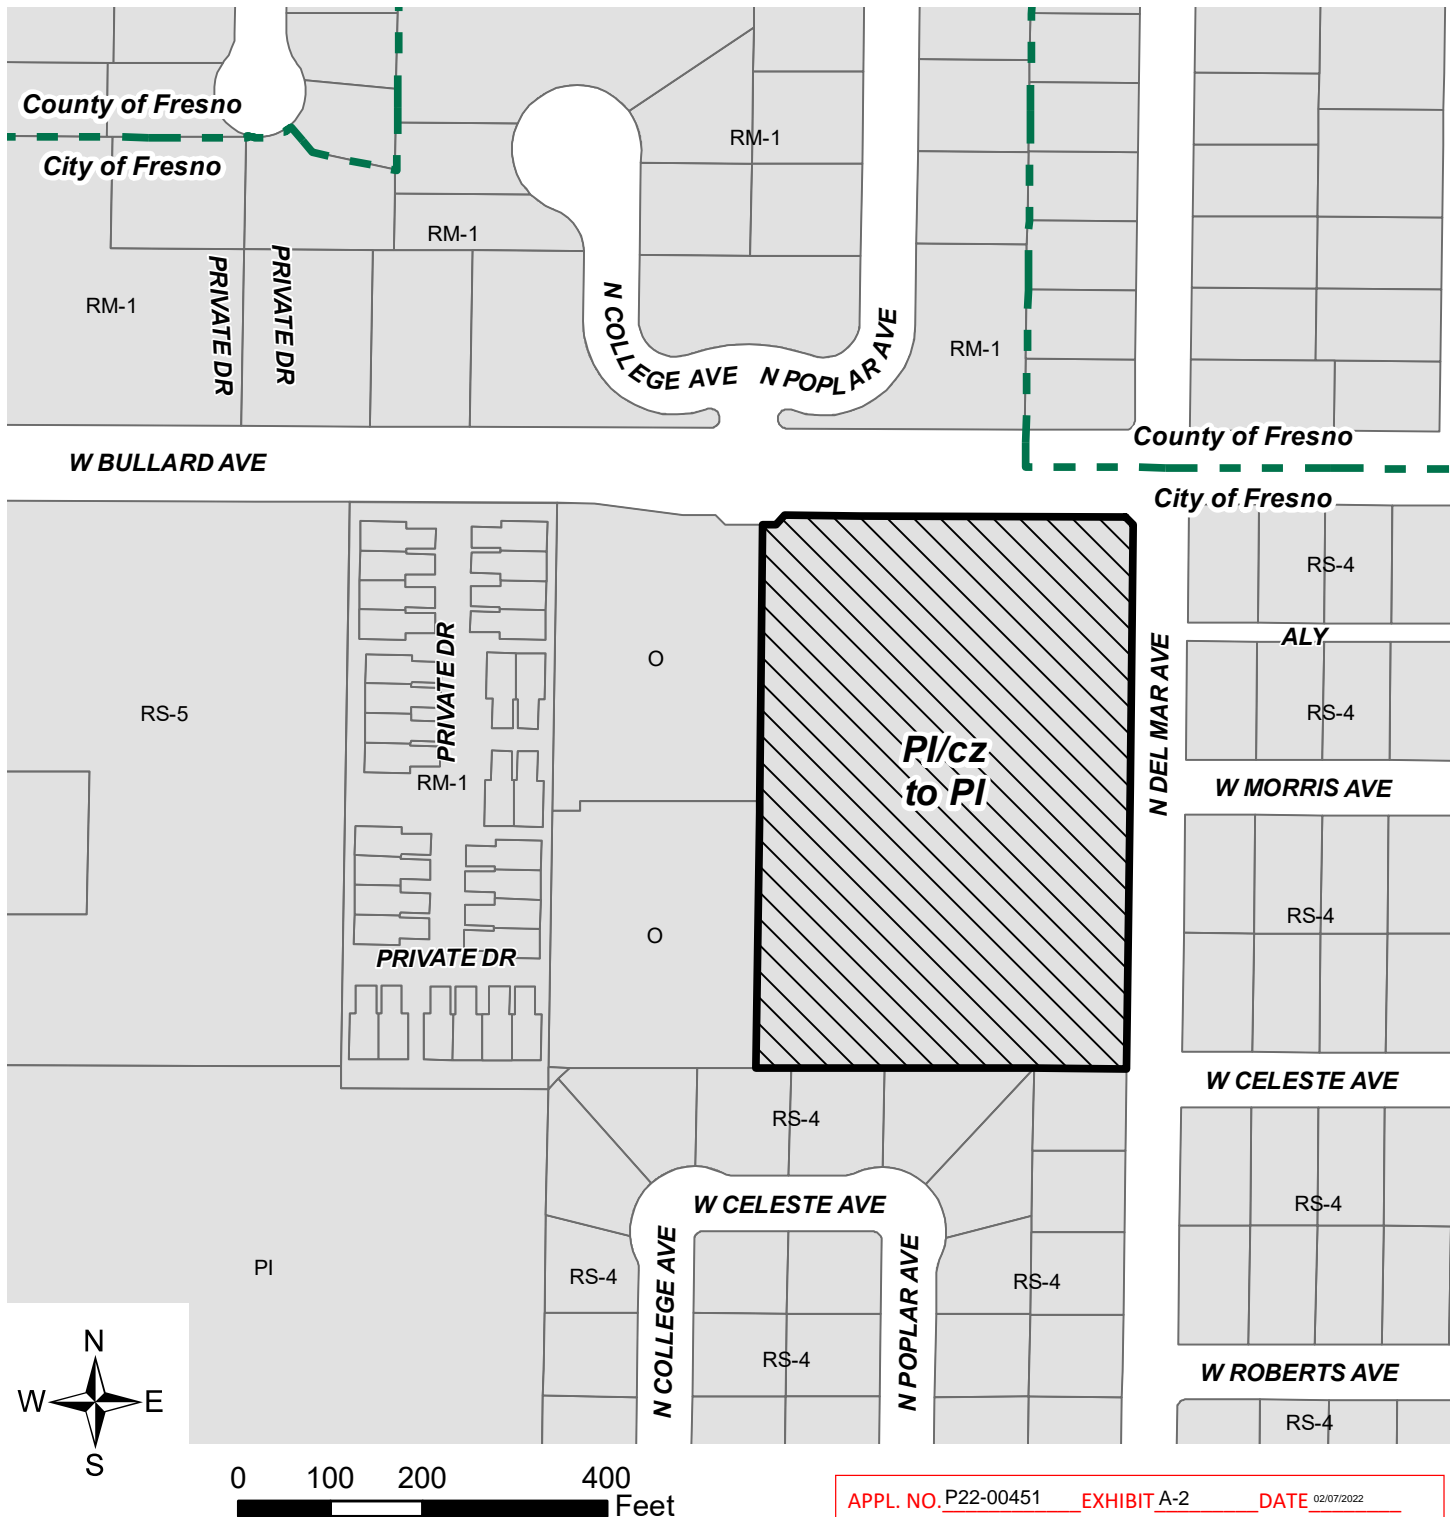 County of Fresno
City of Fresno
RM-1
RM-1
RM-1
PRIVATE DR
PRIVATE DR
N COLLEGE AVE
N POPLAR AVE
RM-1
County of Fresno
W BULLARD AVE
City of Fresno
RS-4
ALY
PRIVATE DR
O
N DEL MAR AVE
RS-5
RS-4
PI/cz
to PI
RM-1
W MORRIS AVE
RS-4
O
PRIVATE DR
W CELESTE AVE
RS-4
W CELESTE AVE
RS-4
PI
RS-4
N COLLEGE AVE
N POPLAR AVE
RS-4
RS-4
W ROBERTS AVE
RS-4
N
W E
S
0 100 200 400
Feet
APPL. NO. P22-00451 EXHIBIT A-2 DATE 02/07/2022